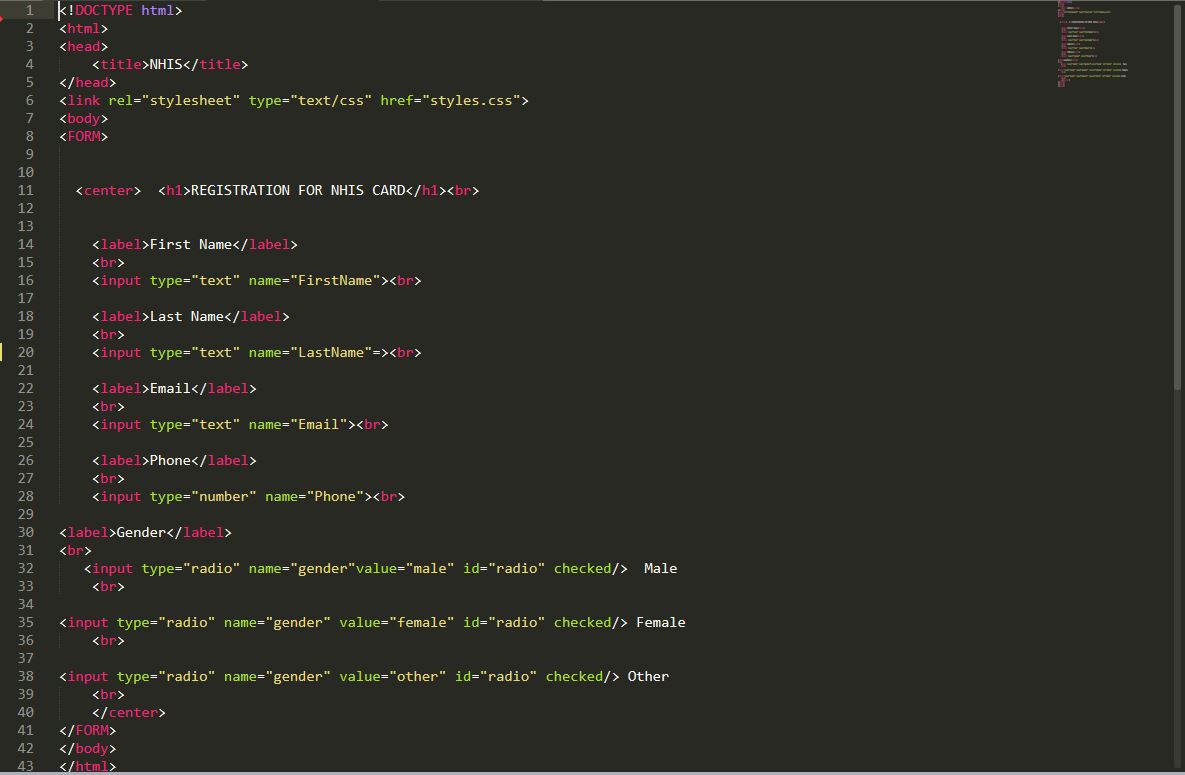 1 <!DOCTYPE html>
2 <html>
3 <head>
4 <title>NHIS</title>
5 </head>
6 <link rel="stylesheet" type="text/css" href="styles.css">
7 <body>
8 <FORM>
9
10
11 <center>  <h1>REGISTRATION FOR NHIS CARD</h1><br>
12
13
14 <label>First Name</label>
15 <br>
16 <input type="text" name="FirstName"><br>
17
18 <label>Last Name</label>
19 <br>
20 <input type="text" name="LastName"=><br>
21
22 <label>Email</label>
23 <br>
24 <input type="text" name="Email"><br>
25
26 <label>Phone</label>
27 <br>
28 <input type="number" name="Phone"><br>
29
30 <label>Gender</label>
31 <br>
32 <input type="radio" name="gender"value="male" id="radio" checked/>  Male
33 <br>
34
35 <input type="radio" name="gender" value="female" id="radio" checked/> Female
36 <br>
37
38 <input type="radio" name="gender" value="other" id="radio" checked/> Other
39 <br>
40 </center>
41 </FORM>
42 </body>
43 </html>